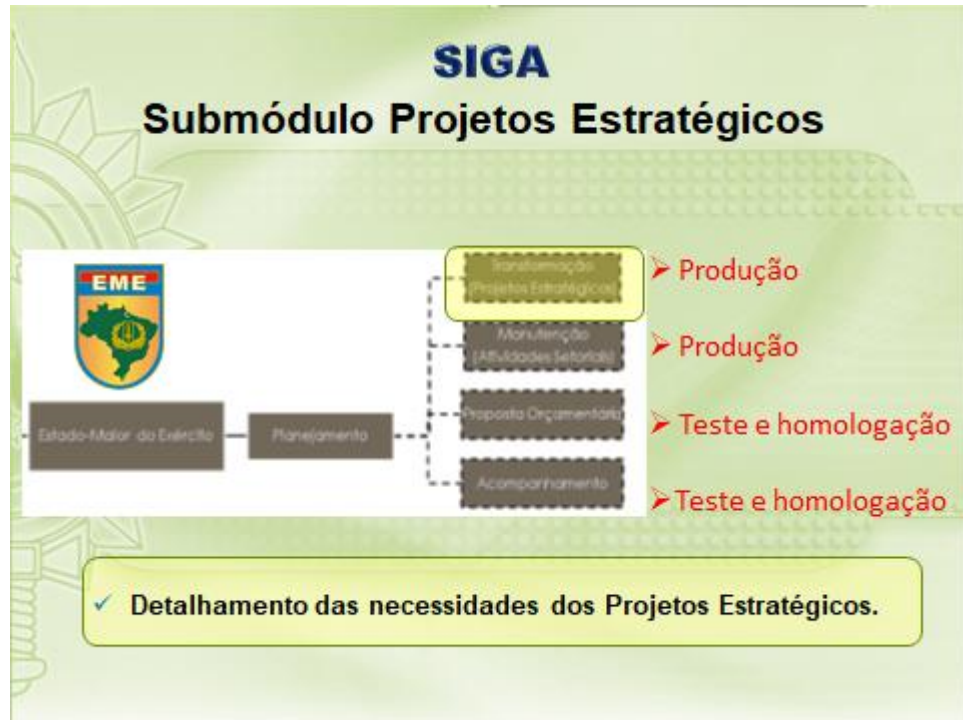 SIGA
Submódulo Projetos Estratégicos
EME
Transformação
(Projetos Estratégicos)
➢ Produção
Manutenção
(Atividades Setoriais)
➢ Produção
Proposta Orçamentária
➢ Teste e homologação
Estado-Maior do Exército
Planejamento
Acompanhamento
➢ Teste e homologação
✓ Detalhamento das necessidades dos Projetos Estratégicos.